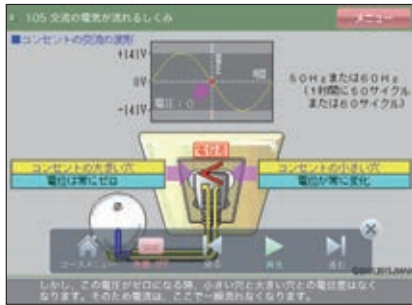 105 交流の電気が流れるしくみ
メニュー
■コンセントの交流の波形
+141V
0V
-141V
電圧:0
時間
50Hzまたは60Hz
(1秒間に50サイクル
または60サイクル)
コンセントの大きい穴
電位は常にゼロ
コンセントの小さい穴
電位が常に変化
コースメニュー
戻る
再生
進む
しかし、この電圧がゼロになる時、小さい穴と大きい穴との電位差はなく
なります。そのため電流は、ここで一瞬流れなくなります。